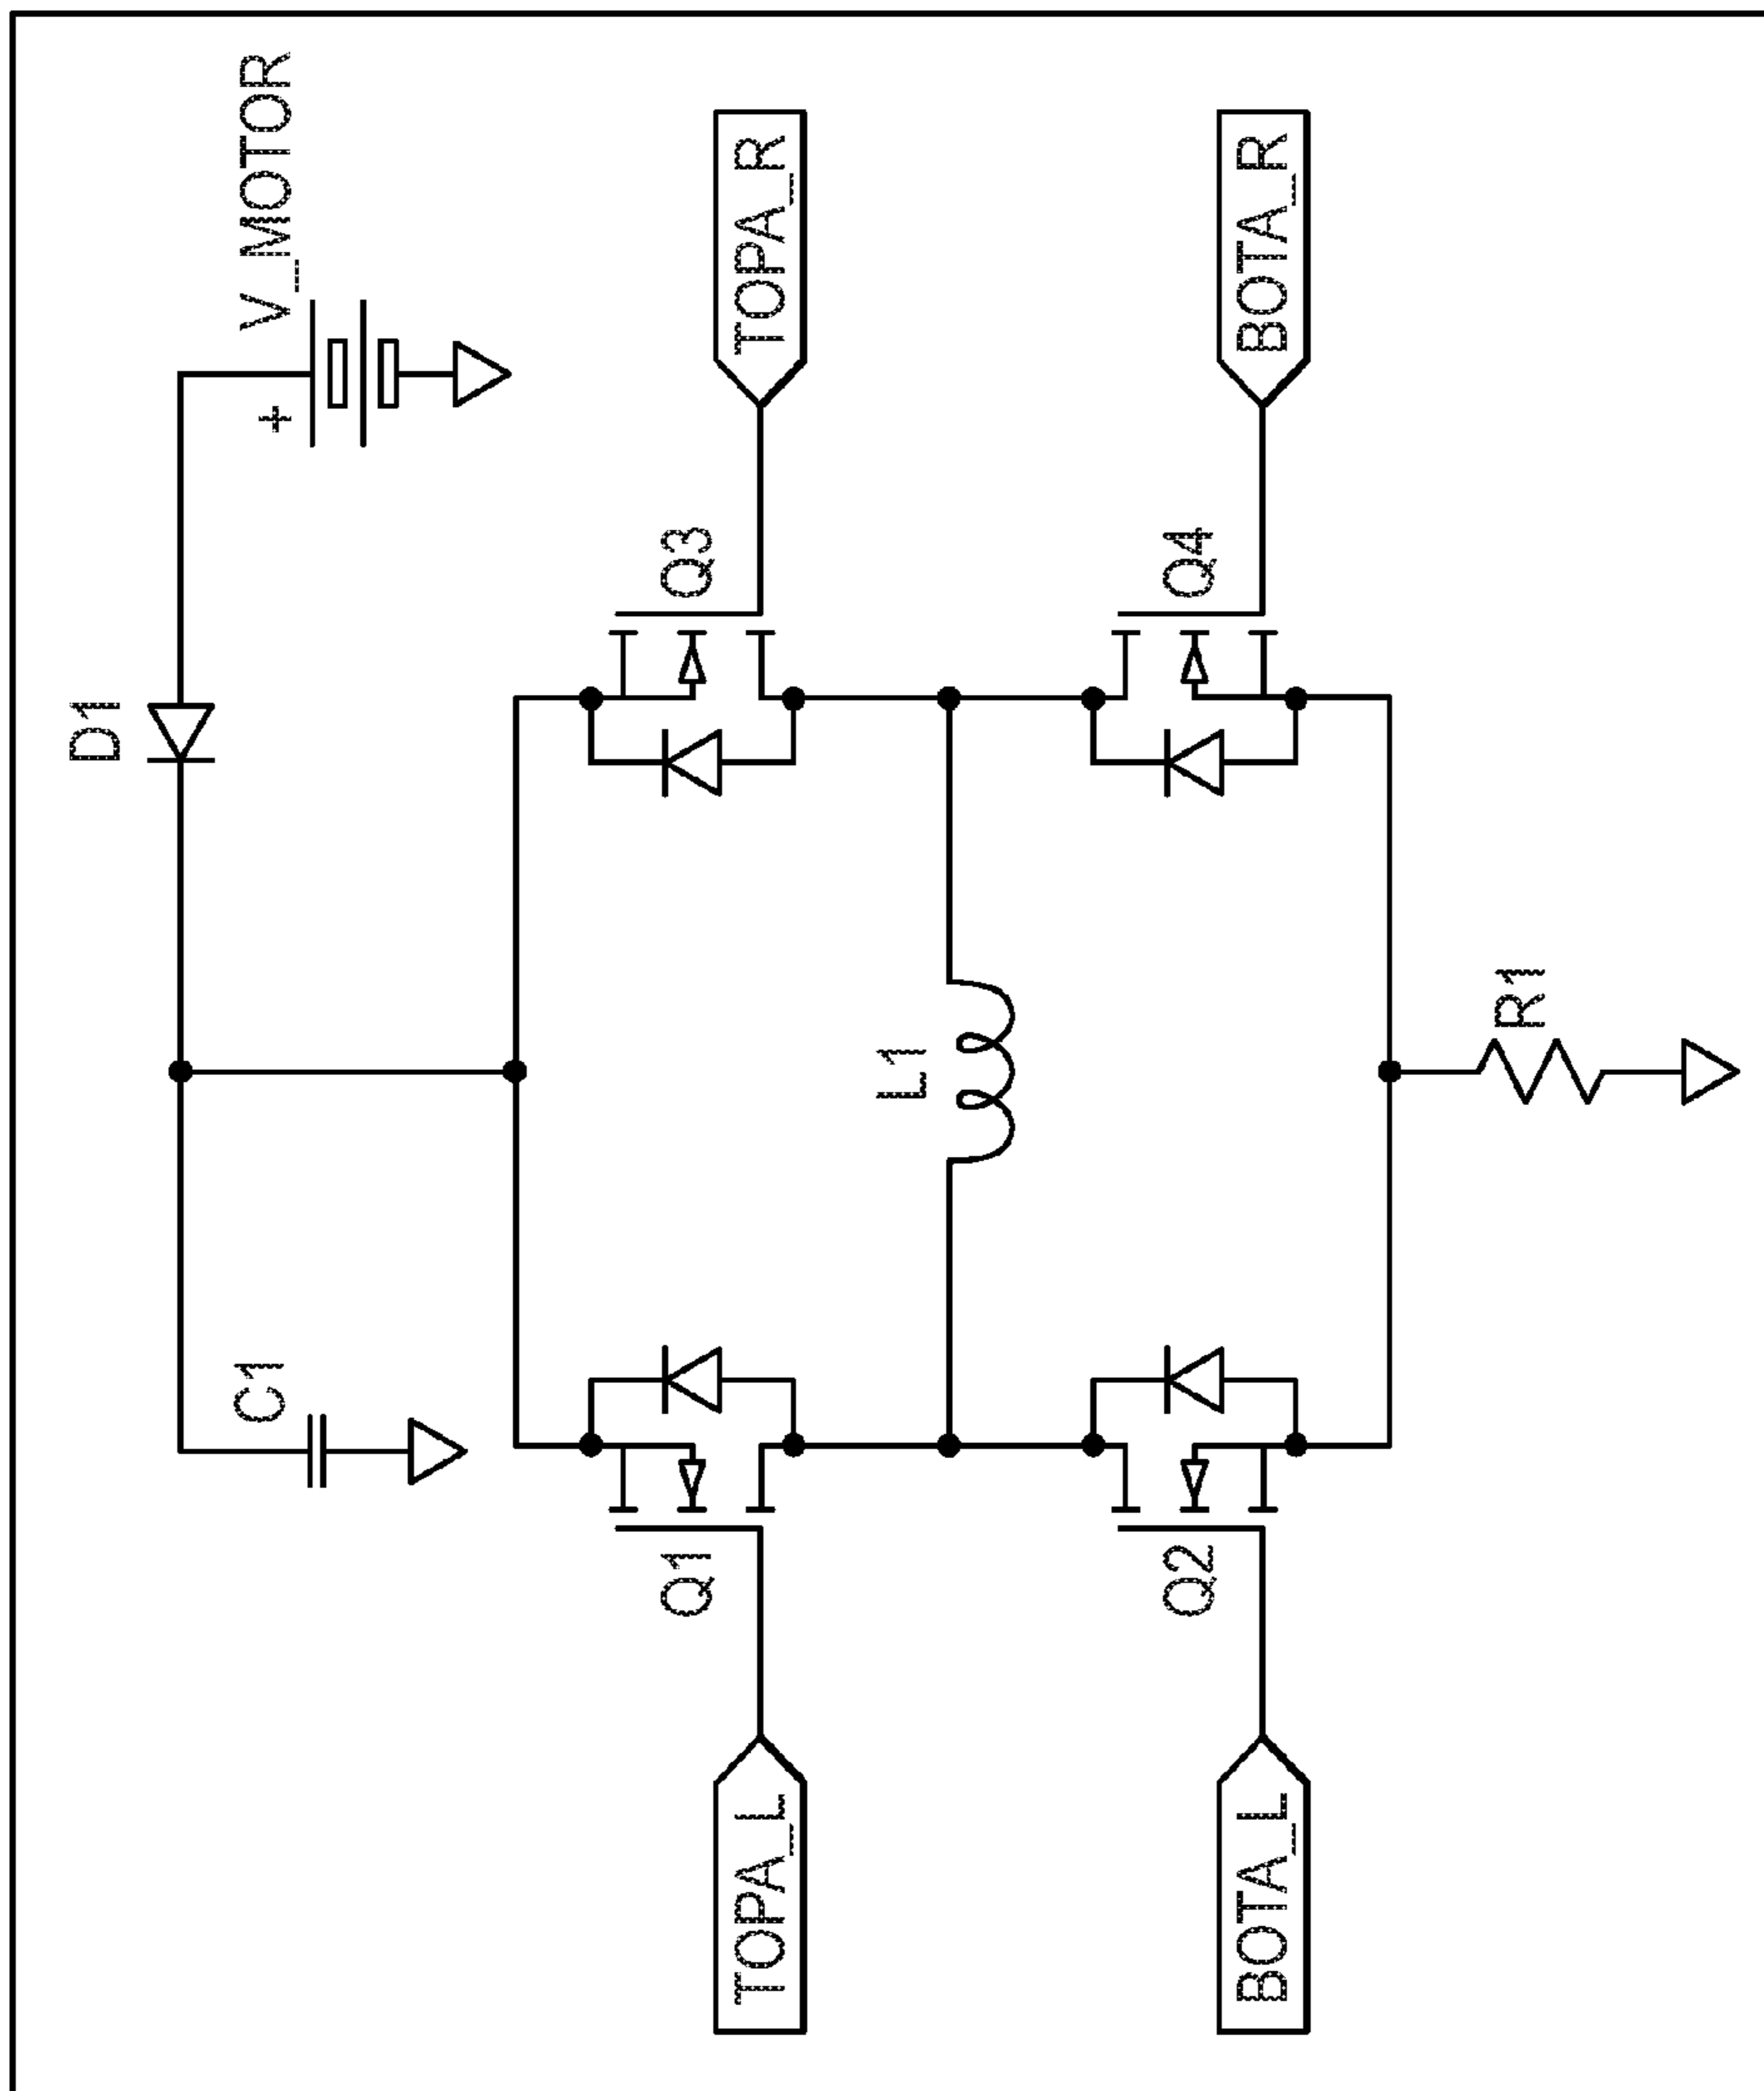 D1
V_MOTOR
+
C1
Q1
Q3
TOPA_L
TOPA_R
L1
Q2
Q4
BOTA_L
BOTA_R
R1